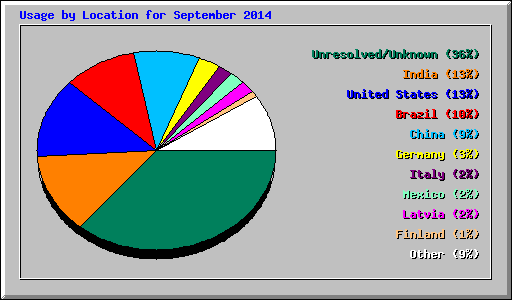 Usage by Location for September 2014
Unresolved/Unknown (36%)
India (13%)
United States (13%)
Brazil (10%)
China (9%)
Germany (3%)
Italy (2%)
Mexico (2%)
Latvia (2%)
Finland (1%)
Other (9%)